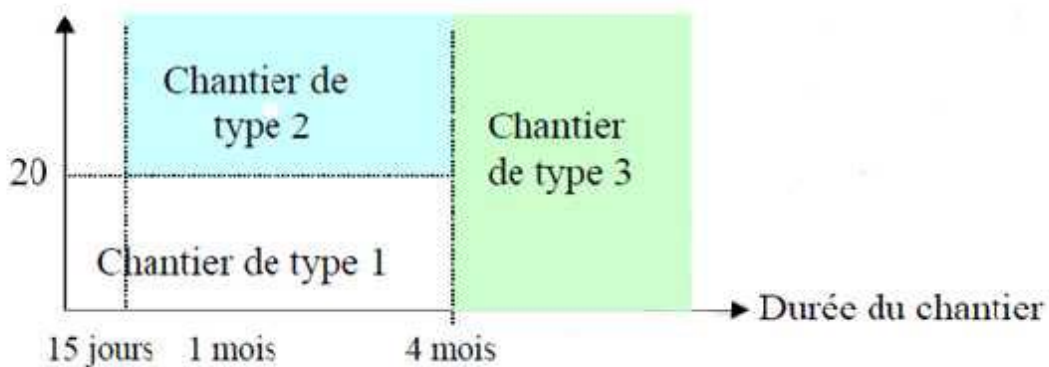 Chantier de
type 2
Chantier
de type 3
20
Chantier de type 1
Durée du chantier
15 jours 1 mois 4 mois